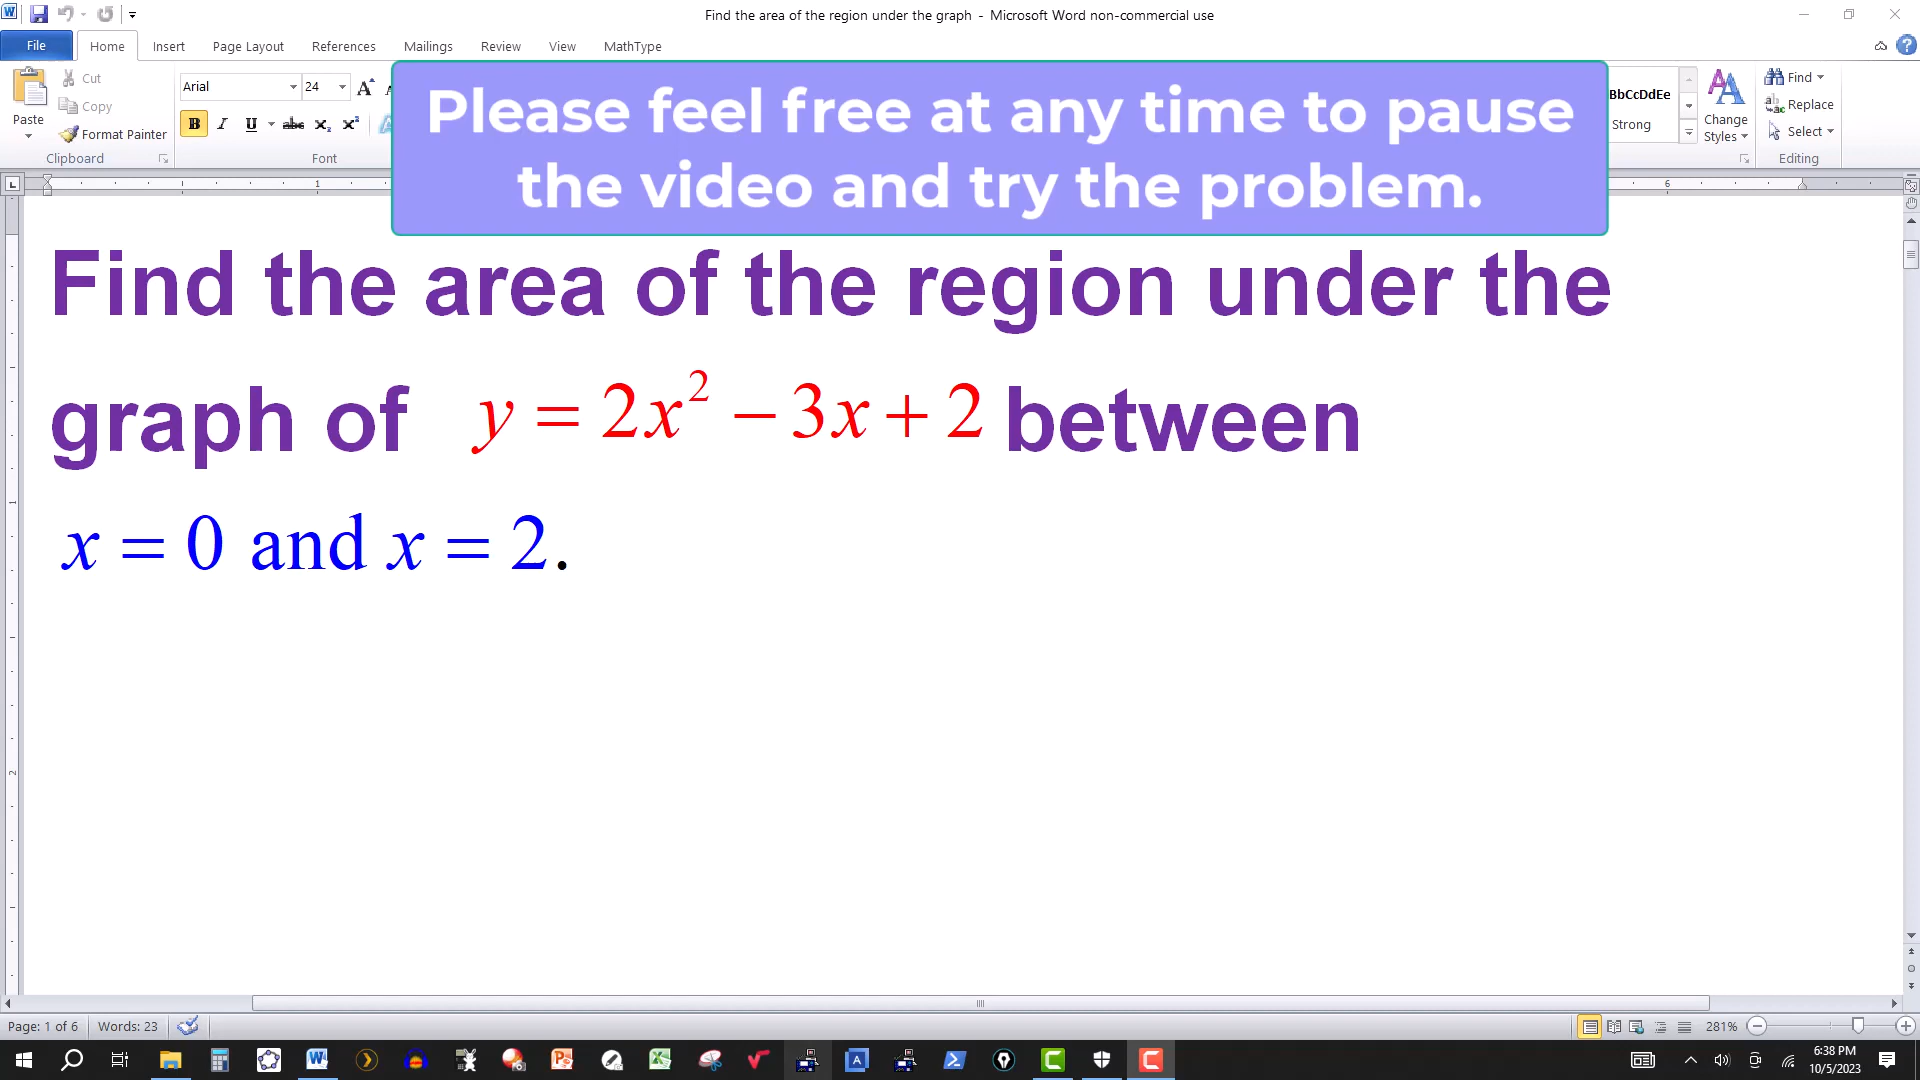 Find the area of the region under the graph - Microsoft Word non-commercial use
File Home Insert Page Layout References Mailings Review View MathType
Paste
Cut
Copy
Format Painter
Clipboard
Arial 24
Font
BbCcDdEe
Strong
Change
Styles
Find
Replace
Select
Editing
Please feel free at any time to pause
the video and try the problem.
Find the area of the region under the
graph of y = 2x² − 3x + 2 between
x = 0 and x = 2.
Page: 1 of 6 Words: 23 281%
6:38 PM
10/5/2023